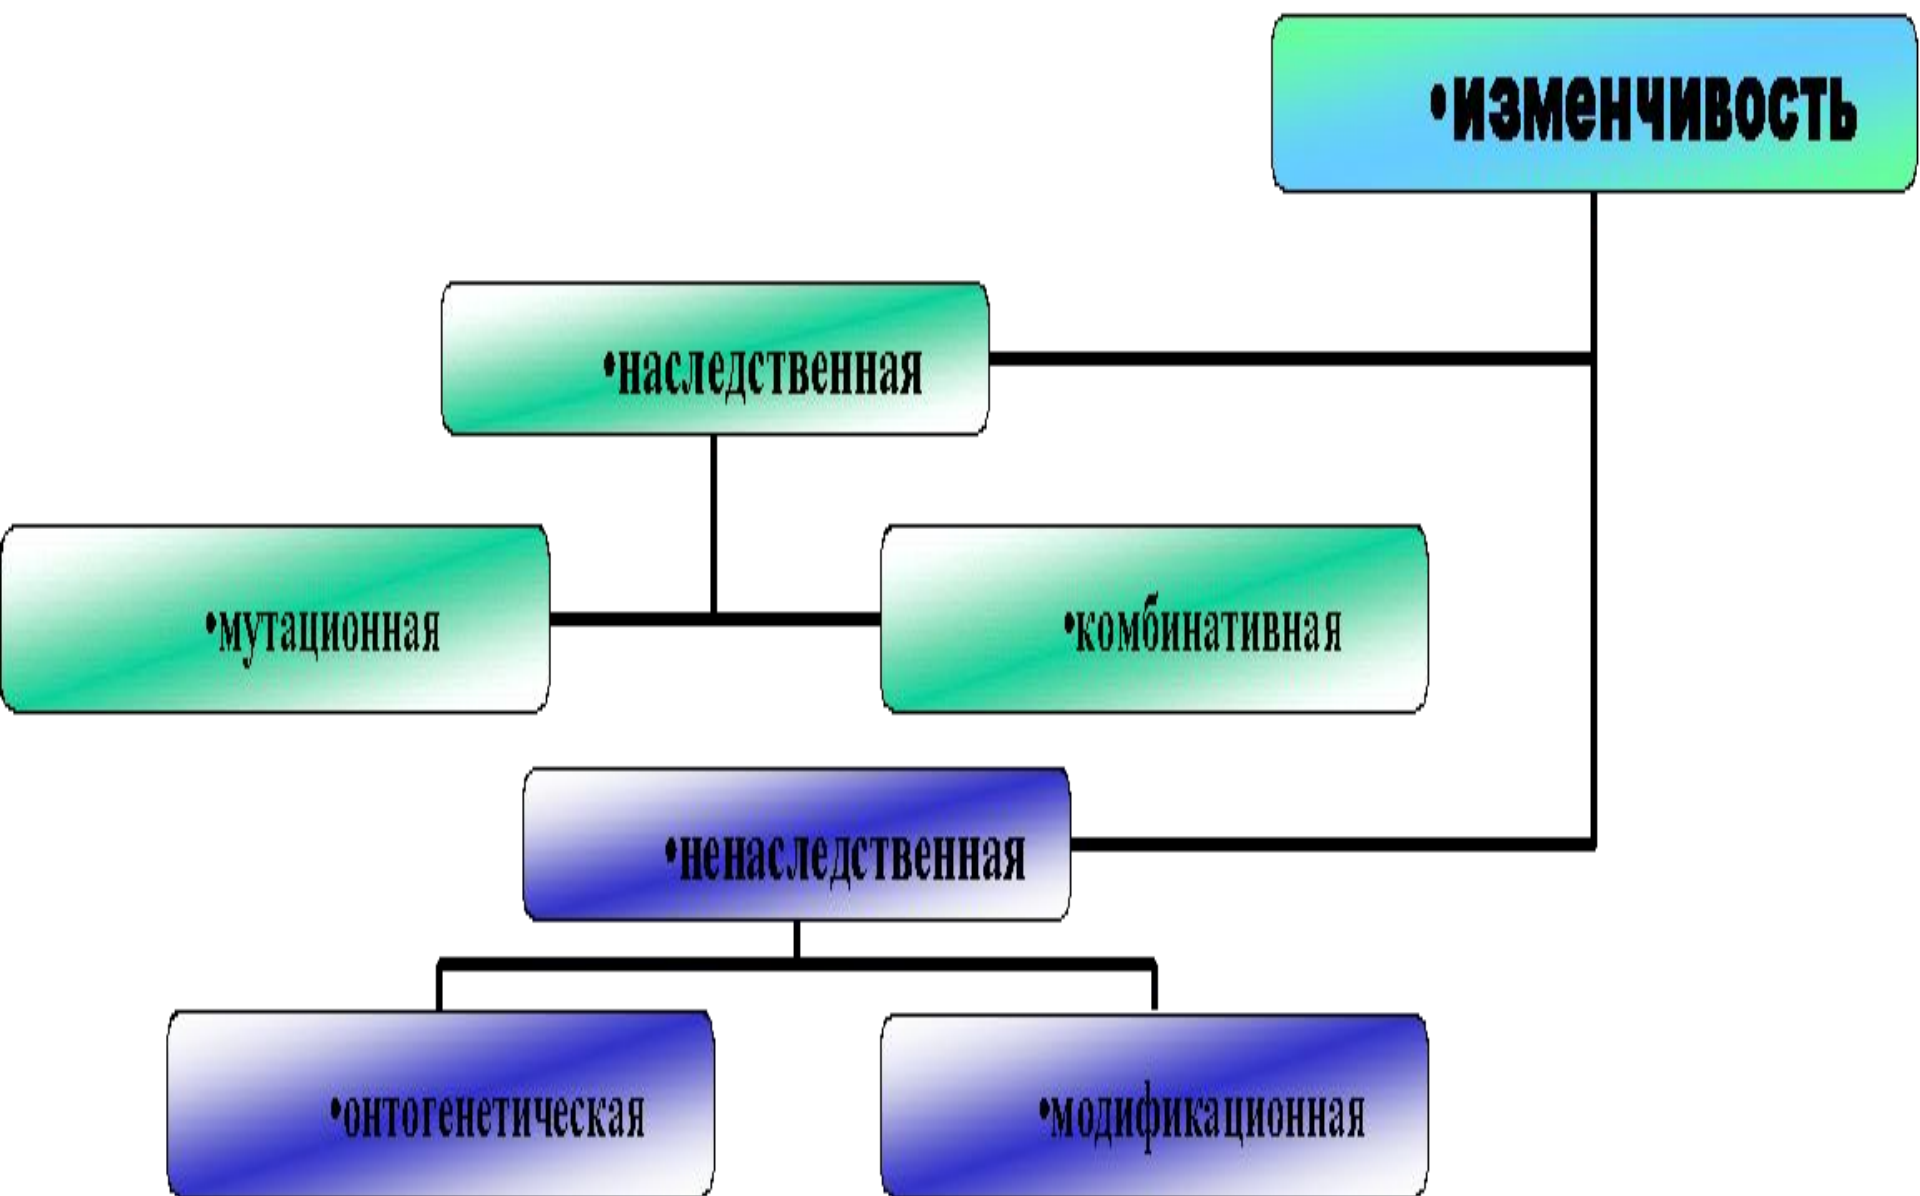 •изменчивость
•наследственная
•мутационная
•комбинативная
•ненаследственная
•онтогенетическая
•модификационная